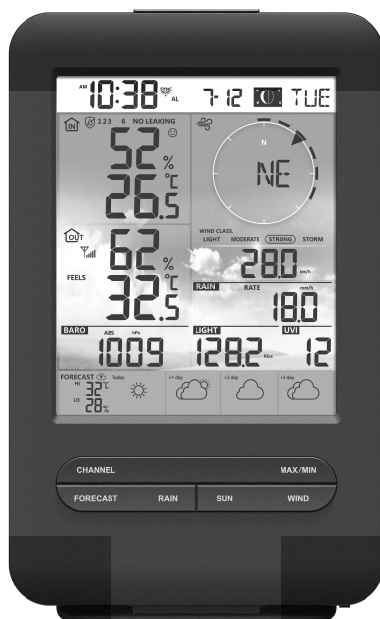 AM 10:38 SYNC AL 7-12 TUE
IN 123 6 NO LEAKING
52 %
26.5 °C
N
NE
WIND CLASS.
LIGHT MODERATE STRONG STORM
28.0 km/h
OUT
62 %
FEELS
32.5 °C
RAIN RATE mm/h
18.0
BARO ABS hPa
1009
LIGHT
128.2 Klux
UVI
12
FORECAST Today +1 day +2 day +3 day
HI 32°C
LO 28%
CHANNEL MAX/MIN
FORECAST RAIN SUN WIND